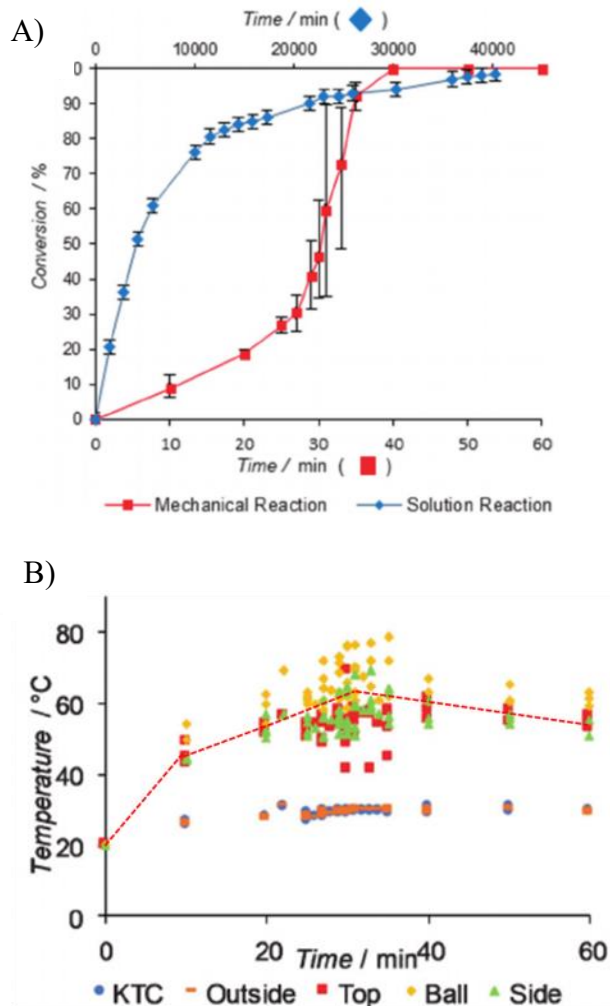 A)
Time / min ( )
0 10000 20000 30000 40000
0
90
80
70
60
50
40
30
20
10
0
Conversion / %
0 10 20 30 40 50 60
Time / min ( )
Mechanical Reaction Solution Reaction
B)
80
60
40
20
0
Temperature / °C
0 20 40 60
Time / min
KTC Outside Top Ball Side